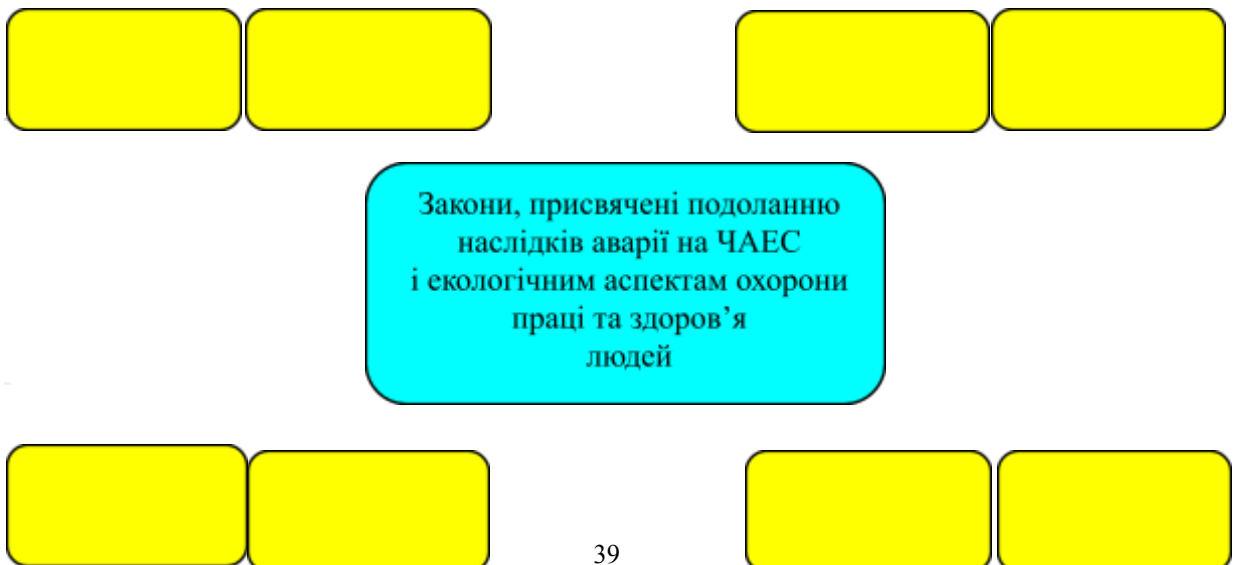 Закони, присвячені подоланню
наслідків аварії на ЧАЕС
і екологічним аспектам охорони
праці та здоров’я
людей
39